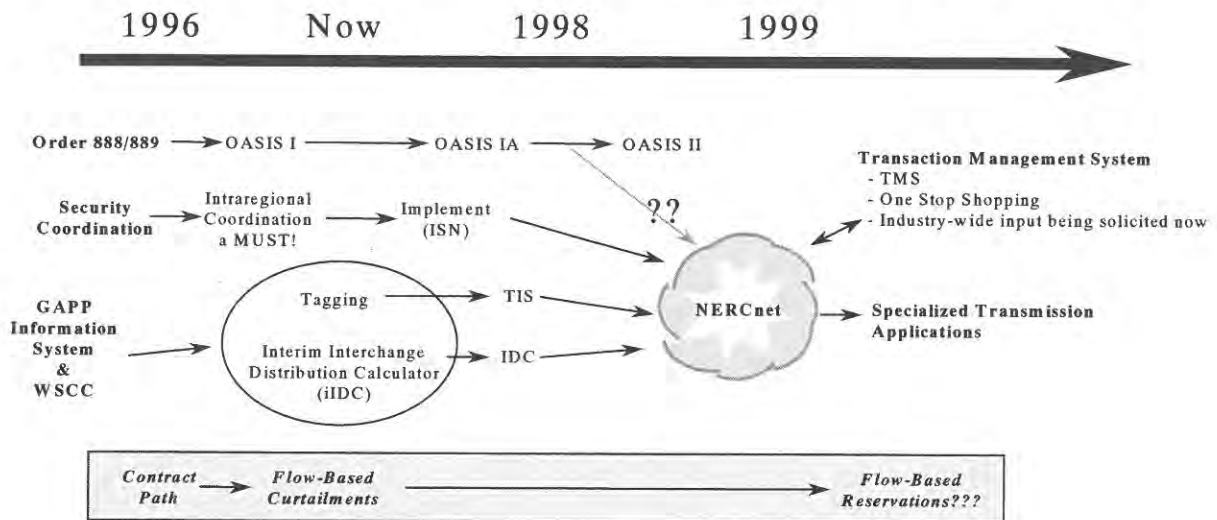 1996 Now 1998 1999
Order 888/889 OASIS I OASIS IA OASIS II
Transaction Management System
- TMS
- One Stop Shopping
- Industry-wide input being solicited now
??
Security
Coordination
Intraregional
Coordination
a MUST!
Implement
(ISN)
GAPP
Information
System
&
WSCC
Tagging
TIS
Interim Interchange
Distribution Calculator
(iIDC)
IDC
NERCnet
Specialized Transmission
Applications
Contract
Path
Flow-Based
Curtailments
Flow-Based
Reservations???